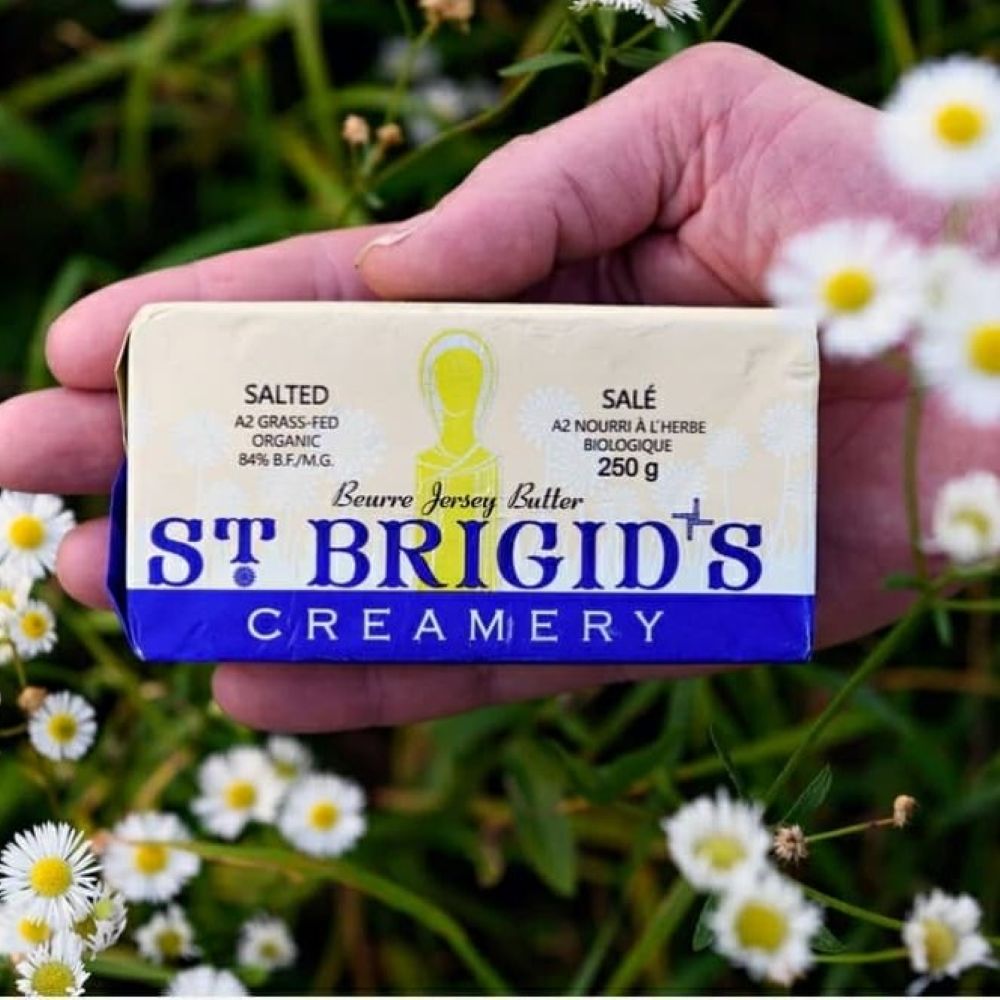 SALTED
A2 GRASS-FED
ORGANIC
84% B.F./M.G.
SALÉ
A2 NOURRI À L'HERBE
BIOLOGIQUE
250 g
Beurre Jersey Butter
ST BRIGID'S
CREAMERY